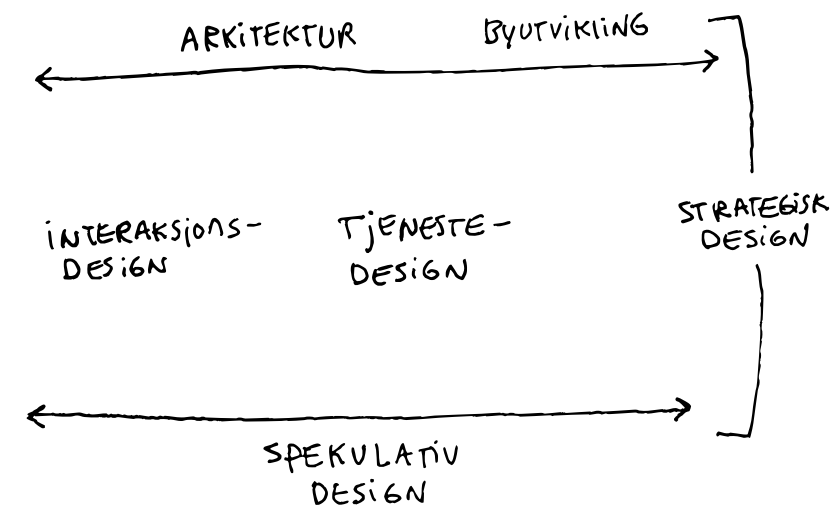 ARKITEKTUR BYUTVIKLING
INTERAKSJONS-
DESIGN
TJENESTE-
DESIGN
STRATEGISK
DESIGN
SPEKULATIV
DESIGN